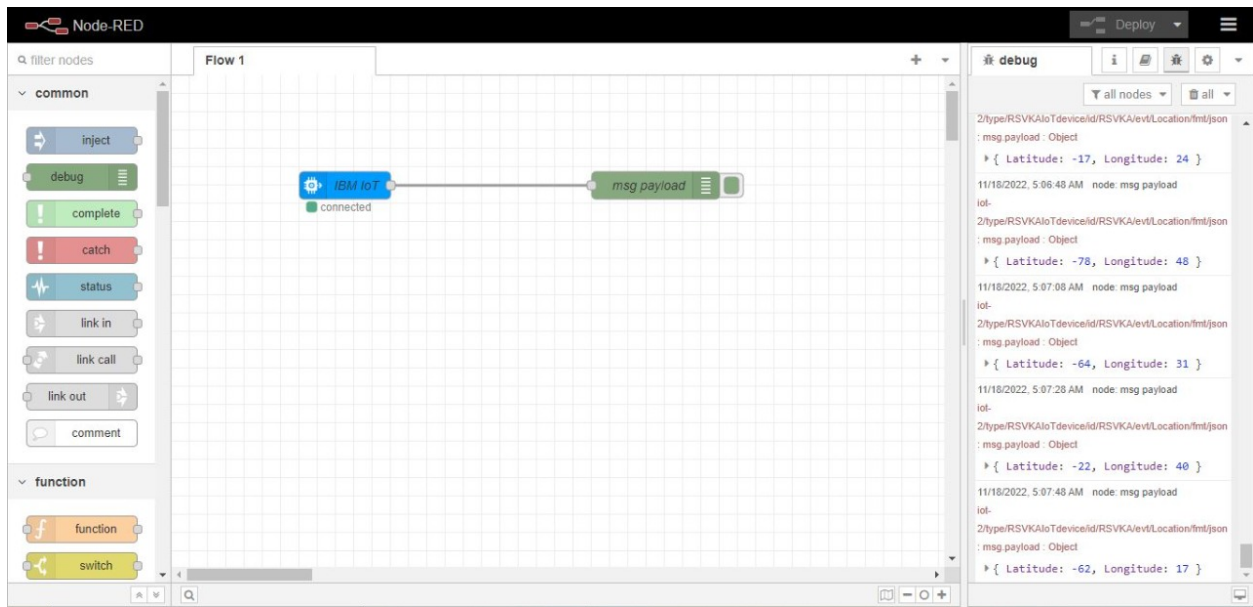 Node-RED
Deploy
filter nodes
common
inject
debug
complete
catch
status
link in
link call
link out
comment
function
function
switch
Flow 1
IBM IoT
connected
msg payload
debug
all nodes
all
2/type/RSVKAIoTdevice/id/RSVKA/evt/Location/fmt/json
: msg.payload : Object
{ Latitude: -17, Longitude: 24 }
11/18/2022, 5:06:48 AM node: msg payload
iot-
2/type/RSVKAIoTdevice/id/RSVKA/evt/Location/fmt/json
: msg.payload : Object
{ Latitude: -78, Longitude: 48 }
11/18/2022, 5:07:08 AM node: msg payload
iot-
2/type/RSVKAIoTdevice/id/RSVKA/evt/Location/fmt/json
: msg.payload : Object
{ Latitude: -64, Longitude: 31 }
11/18/2022, 5:07:28 AM node: msg payload
iot-
2/type/RSVKAIoTdevice/id/RSVKA/evt/Location/fmt/json
: msg.payload : Object
{ Latitude: -22, Longitude: 40 }
11/18/2022, 5:07:48 AM node: msg payload
iot-
2/type/RSVKAIoTdevice/id/RSVKA/evt/Location/fmt/json
: msg.payload : Object
{ Latitude: -62, Longitude: 17 }